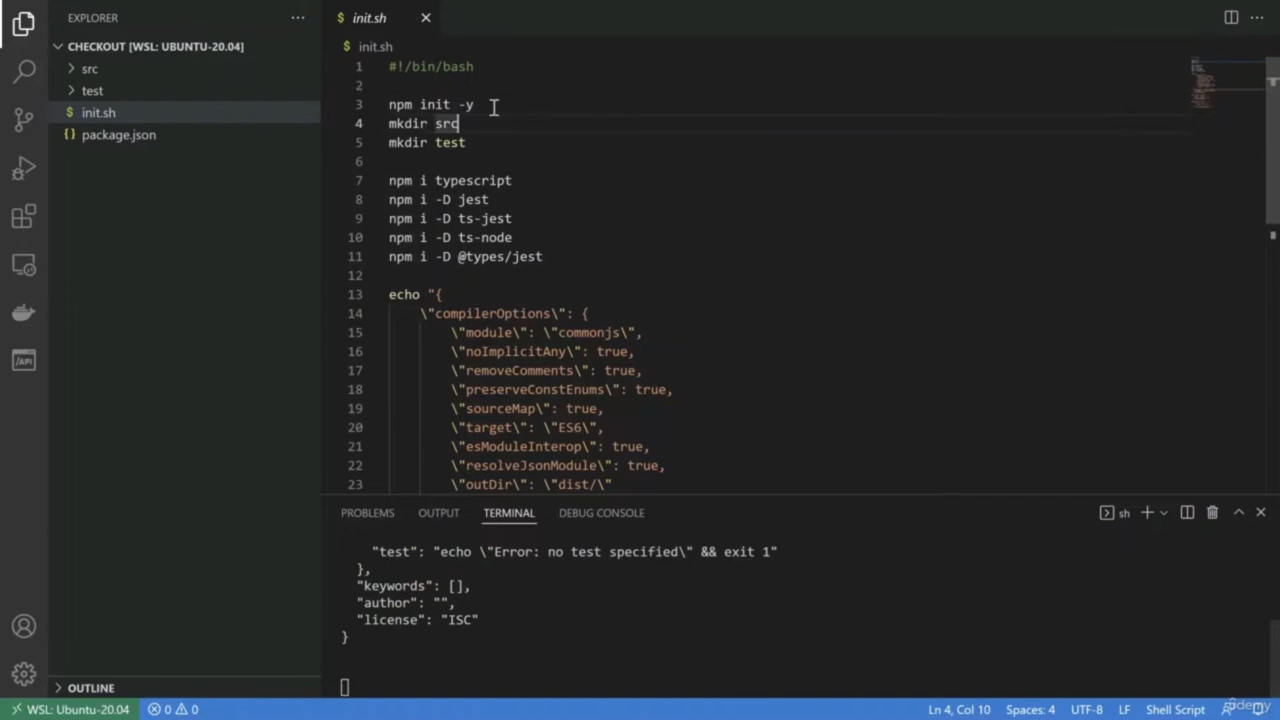 EXPLORER
CHECKOUT [WSL: UBUNTU-20.04]
src
test
$ init.sh
{} package.json
OUTLINE
$ init.sh
$ init.sh
1 #!/bin/bash
2
3 npm init -y
4 mkdir src
5 mkdir test
6
7 npm i typescript
8 npm i -D jest
9 npm i -D ts-jest
10 npm i -D ts-node
11 npm i -D @types/jest
12
13 echo "{
14 \"compilerOptions\": {
15 \"module\": \"commonjs\",
16 \"noImplicitAny\": true,
17 \"removeComments\": true,
18 \"preserveConstEnums\": true,
19 \"sourceMap\": true,
20 \"target\": \"ES6\",
21 \"esModuleInterop\": true,
22 \"resolveJsonModule\": true,
23 \"outDir\": \"dist/\"
PROBLEMS OUTPUT TERMINAL DEBUG CONSOLE sh
"test": "echo \"Error: no test specified\" && exit 1"
},
"keywords": [],
"author": "",
"license": "ISC"
}
/API
WSL: Ubuntu-20.04 0 0 Ln 4, Col 10 Spaces: 4 UTF-8 LF Shell Script
Udemy